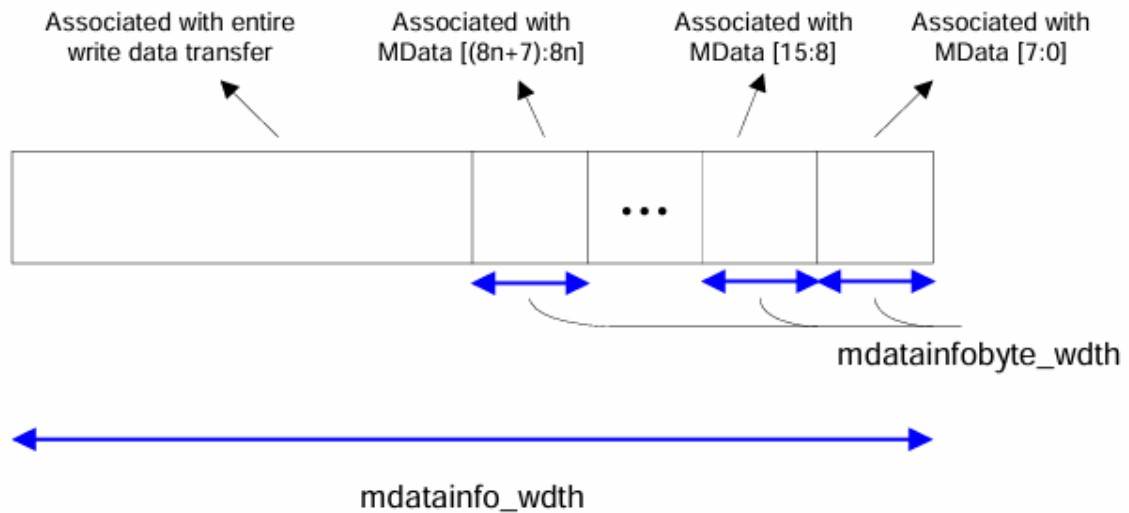 Associated with entire
write data transfer
Associated with
MData [(8n+7):8n]
Associated with
MData [15:8]
Associated with
MData [7:0]
•••
mdatainfobyte_wdth
mdatainfo_wdth